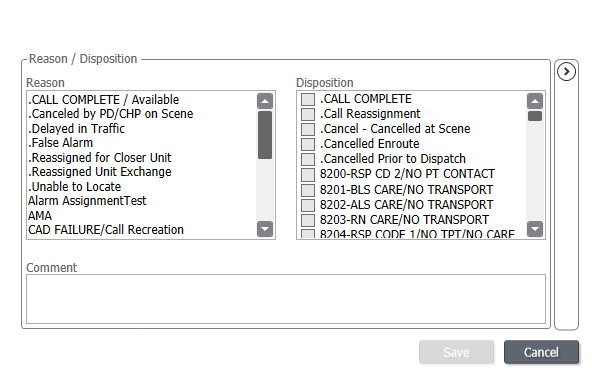 Reason / Disposition
Reason
.CALL COMPLETE / Available
.Canceled by PD/CHP on Scene
.Delayed in Traffic
.False Alarm
.Reassigned for Closer Unit
.Reassigned Unit Exchange
.Unable to Locate
Alarm AssignmentTest
AMA
CAD FAILURE/Call Recreation
Disposition
.CALL COMPLETE
.Call Reassignment
.Cancel - Cancelled at Scene
.Cancelled Enroute
.Cancelled Prior to Dispatch
8200-RSP CD 2/NO PT CONTACT
8201-BLS CARE/NO TRANSPORT
8202-ALS CARE/NO TRANSPORT
8203-RN CARE/NO TRANSPORT
8204-RSP CODE 1/NO TPT/NO CARE
Comment
Save
Cancel